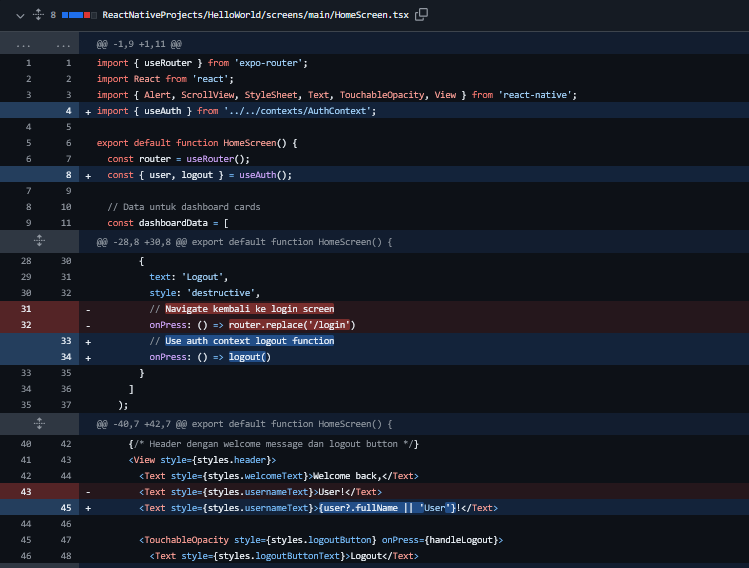 8 ReactNativeProjects/HelloWorld/screens/main/HomeScreen.tsx
... ... @@ -1,9 +1,11 @@
1 1 import { useRouter } from 'expo-router';
2 2 import React from 'react';
3 3 import { Alert, ScrollView, StyleSheet, Text, TouchableOpacity, View } from 'react-native';
4 + import { useAuth } from '../../contexts/AuthContext';
4 5
5 6 export default function HomeScreen() {
6 7 const router = useRouter();
8 + const { user, logout } = useAuth();
7 9
8 10 // Data untuk dashboard cards
9 11 const dashboardData = [
@@ -28,8 +30,8 @@ export default function HomeScreen() {
28 30 {
29 31 text: 'Logout',
30 32 style: 'destructive',
31 - // Navigate kembali ke login screen
32 - onPress: () => router.replace('/login')
33 + // Use auth context logout function
34 + onPress: () => logout()
33 35 }
34 36 ]
35 37 );
@@ -40,7 +42,7 @@ export default function HomeScreen() {
40 42 {/* Header dengan welcome message dan logout button */}
41 43 <View style={styles.header}>
42 44 <Text style={styles.welcomeText}>Welcome back,</Text>
43 - <Text style={styles.usernameText}>User!</Text>
45 + <Text style={styles.usernameText}>{user?.fullName || 'User'}!</Text>
44 46
45 47 <TouchableOpacity style={styles.logoutButton} onPress={handleLogout}>
46 48 <Text style={styles.logoutButtonText}>Logout</Text>